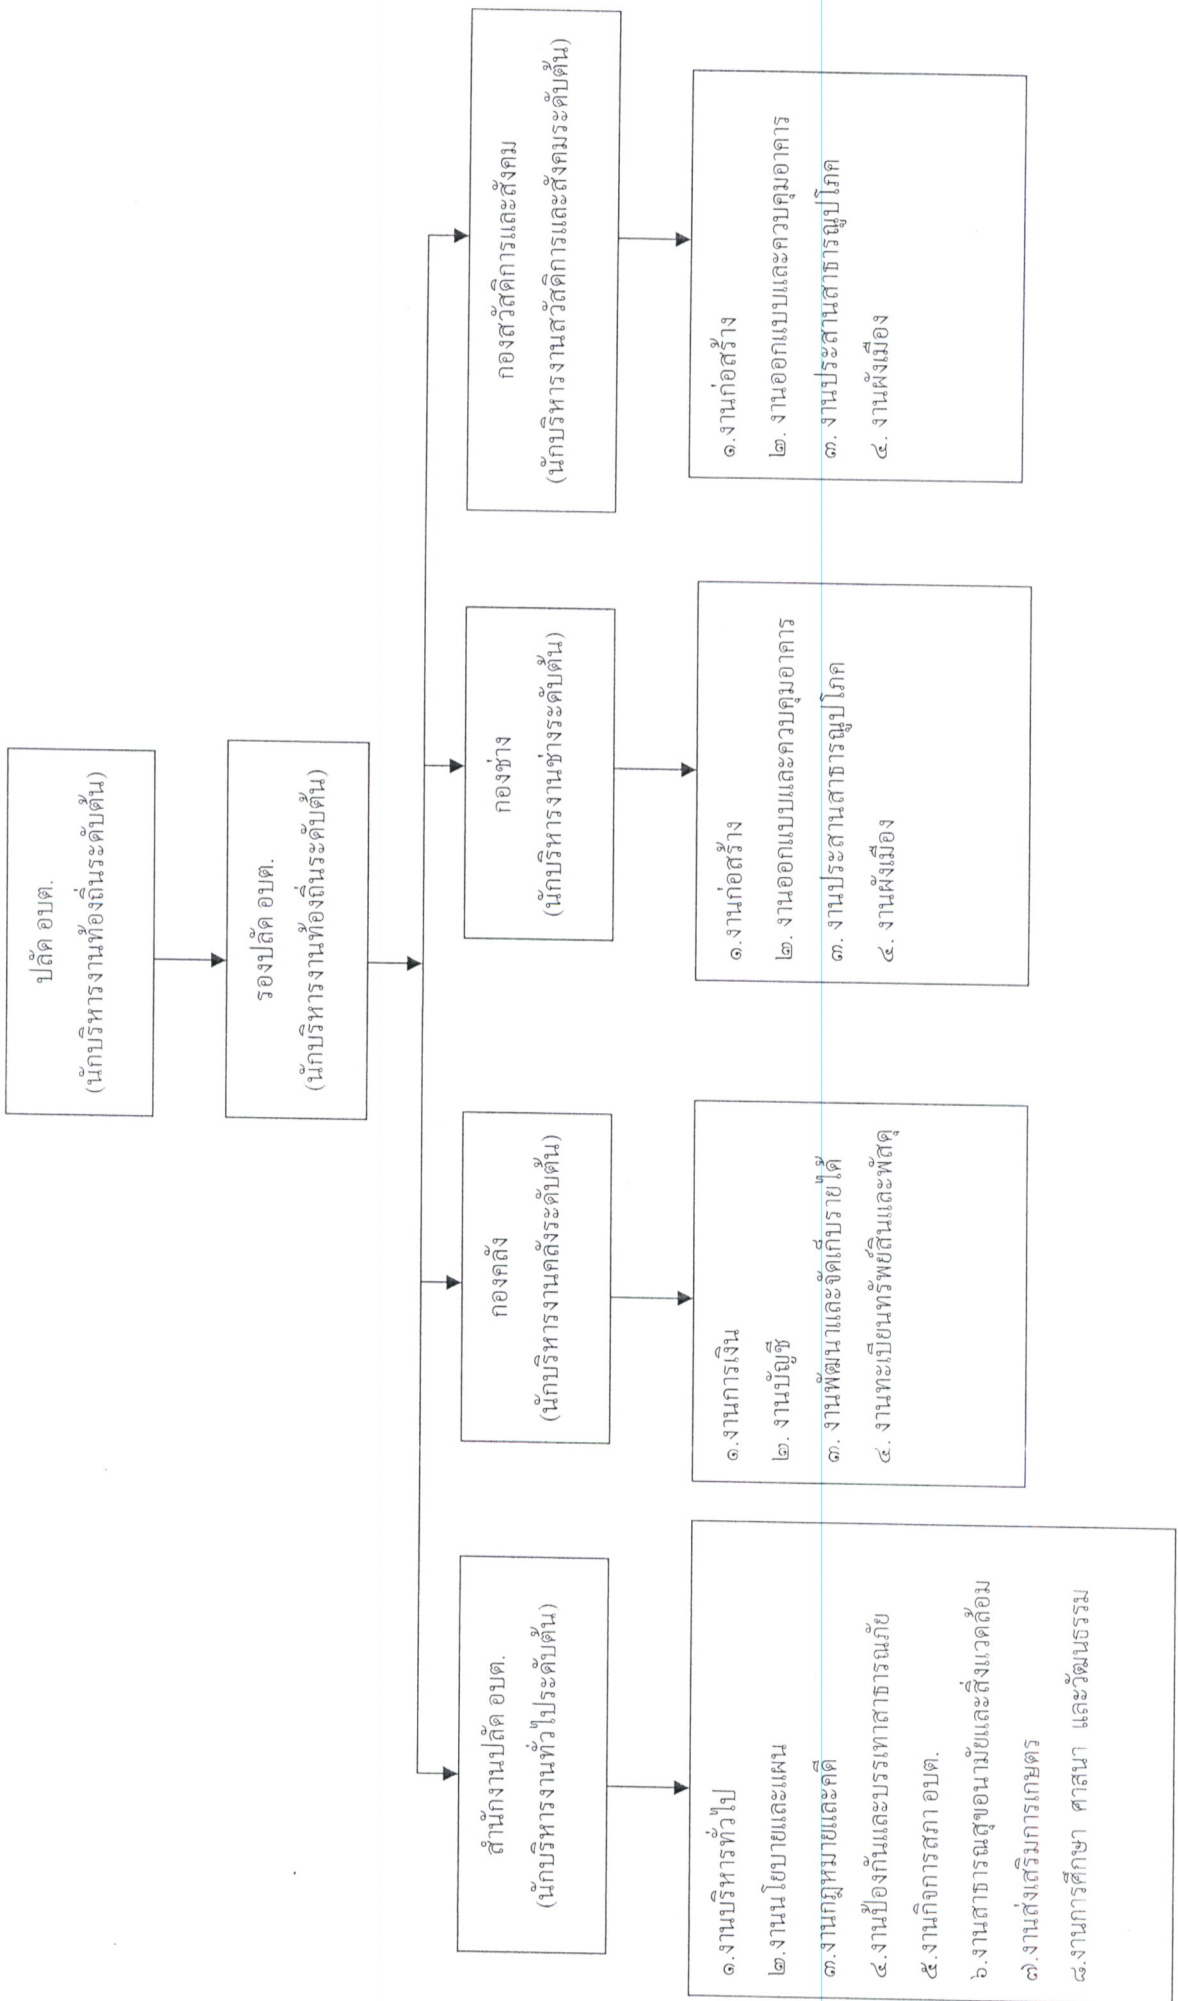 ปลัด อบต.
(นักบริหารงานท้องถิ่นระดับต้น)
รองปลัด อบต.
(นักบริหารงานท้องถิ่นระดับต้น)
สำนักงานปลัด อบต.
(นักบริหารงานทั่วไประดับต้น)
๑.งานบริหารทั่วไป
๒.งานนโยบายและแผน
๓.งานกฎหมายและคดี
๔.งานป้องกันและบรรเทาสาธารณภัย
๕.งานกิจการสภา อบต.
๖.งานสาธารณสุขอนามัยและสิ่งแวดล้อม
๗.งานส่งเสริมการเกษตร
๘.งานการศึกษา ศาสนา และวัฒนธรรม
กองคลัง
(นักบริหารงานคลังระดับต้น)
๑.งานการเงิน
๒. งานบัญชี
๓. งานพัฒนาและจัดเก็บรายได้
๔. งานทะเบียนทรัพย์สินและพัสดุ
กองช่าง
(นักบริหารงานช่างระดับต้น)
๑.งานก่อสร้าง
๒. งานออกแบบและควบคุมอาคาร
๓. งานประสานสาธารณูปโภค
๔. งานผังเมือง
กองสวัสดิการและสังคม
(นักบริหารงานสวัสดิการและสังคมระดับต้น)
๑.งานก่อสร้าง
๒. งานออกแบบและควบคุมอาคาร
๓. งานประสานสาธารณูปโภค
๔. งานผังเมือง